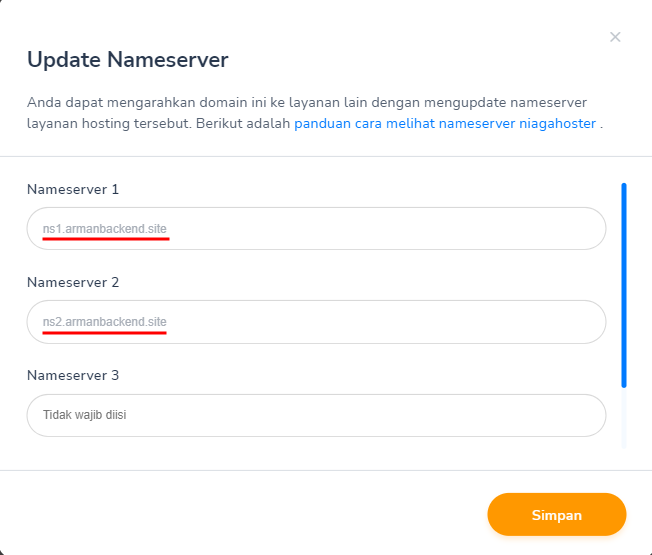 Update Nameserver
Anda dapat mengarahkan domain ini ke layanan lain dengan mengupdate nameserver
layanan hosting tersebut. Berikut adalah panduan cara melihat nameserver niagahoster .
Nameserver 1
ns1.armanbackend.site
Nameserver 2
ns2.armanbackend.site
Nameserver 3
Tidak wajib diisi
Simpan